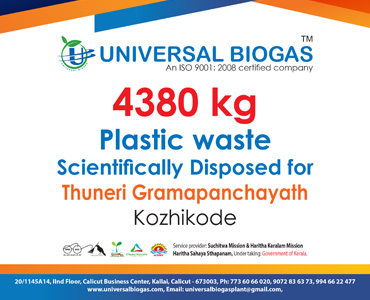 TM
UNIVERSAL BIOGAS
An ISO 9001: 2008 certified company
4380 kg
Plastic waste
Scientifically Disposed for
Thuneri Gramapanchayath
Kozhikode
Service provider: Suchitwa Mission & Haritha Keralam Mission
Haritha Sahaya Sthapanam, Under taking: Government of Kerala.
20/1145A14, IInd Floor, Calicut Business Center, Kallai, Calicut - 673003, Ph: 773 60 66 020, 9072 83 63 73, 994 66 22 477
www.universalbiogas.com, Email: universalbiogasplant@gmail.com,